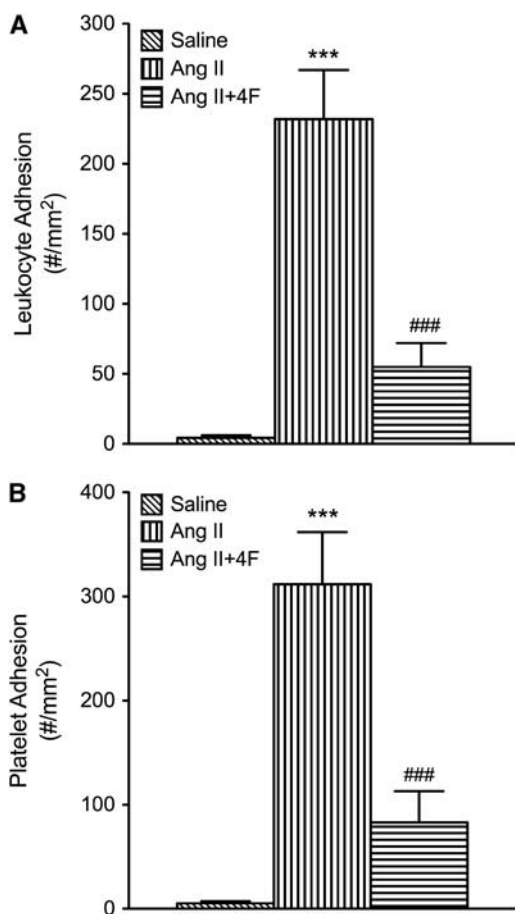 A
300
250
200
150
100
50
0
Leukocyte Adhesion
(#/mm²)
Saline
Ang II
Ang II+4F
***
###
B
400
300
200
100
0
Platelet Adhesion
(#/mm²)
Saline
Ang II
Ang II+4F
***
###